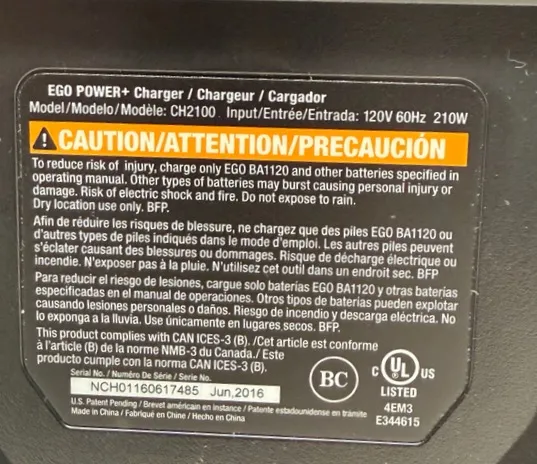 EGO POWER+ Charger / Chargeur / Cargador
Model/Modelo/Modèle: CH2100 Input/Entrée/Entrada: 120V 60Hz 210W
CAUTION/ATTENTION/PRECAUCIÓN
To reduce risk of injury, charge only EGO BA1120 and other batteries specified in
operating manual. Other types of batteries may burst causing personal injury or
damage. Risk of electric shock and fire. Do not expose to rain.
Dry location use only. BFP.
Afin de réduire les risques de blessure, ne chargez que des piles EGO BA1120 ou
d'autres types de piles indiqués dans le mode d'emploi. Les autres piles peuvent
s'éclater causant des blessures ou dommages. Risque de décharge électrique ou
incendie. N'exposer pas à la pluie. N'utilisez cet outil dans un endroit sec. BFP
Para reducir el riesgo de lesiones, cargue solo baterías EGO BA1120 y otras baterías
especificadas en el manual de operaciones. Otros tipos de baterías pueden explotar
causando lesiones personales o daños. Riesgo de incendio y descarga eléctrica. No
lo exponga a la lluvia. Use únicamente en lugares secos. BFP.
This product complies with CAN ICES-3 (B). /Cet article est conforme
à l'article (B) de la norme NMB-3 du Canada./ Este
producto cumple con la norma CAN ICES-3 (B).
Serial No. / Numéro De Série / Serie No.
NCH01160617485 Jun,2016
BC
C UL US
LISTED
4EM3
E344615
U.S. Patent Pending / Brevet américain en instance / Patente estadounidense en trámite
Made in China / Fabriqué en Chine / Hecho en China